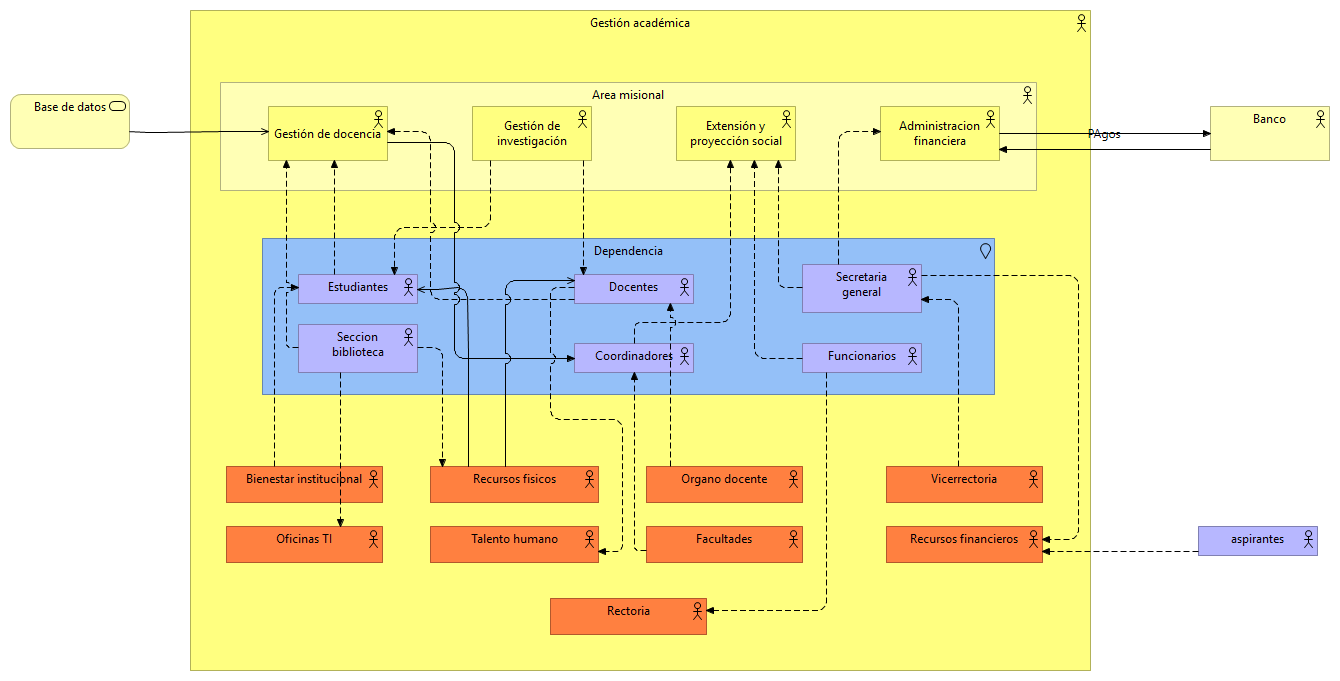 Gestión académica
Area misional
Base de datos
Gestión de docencia
Gestión de
investigación
Extensión y
proyección social
Administracion
financiera
PAgos
Banco
Dependencia
Estudiantes
Docentes
Secretaria
general
Seccion
biblioteca
Coordinadores
Funcionarios
Bienestar institucional
Recursos fisicos
Organo docente
Vicerrectoria
Oficinas TI
Talento humano
Facultades
Recursos financieros
aspirantes
Rectoria